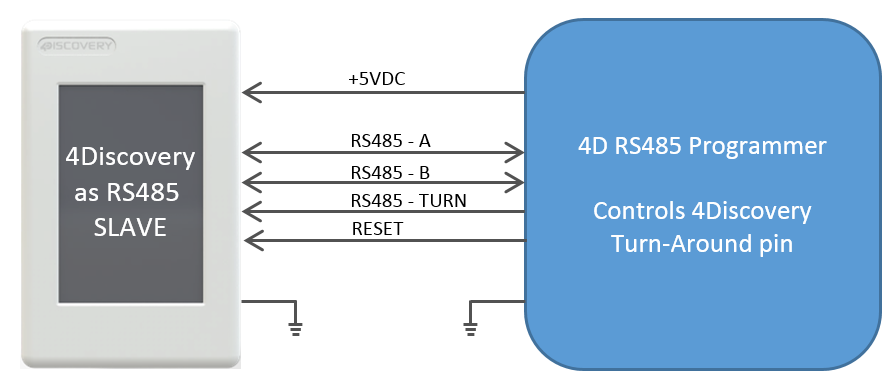 4DISCOVERY
4Discovery
as RS485
SLAVE
+5VDC
RS485 - A
RS485 - B
RS485 - TURN
RESET
4D RS485 Programmer
Controls 4Discovery
Turn-Around pin